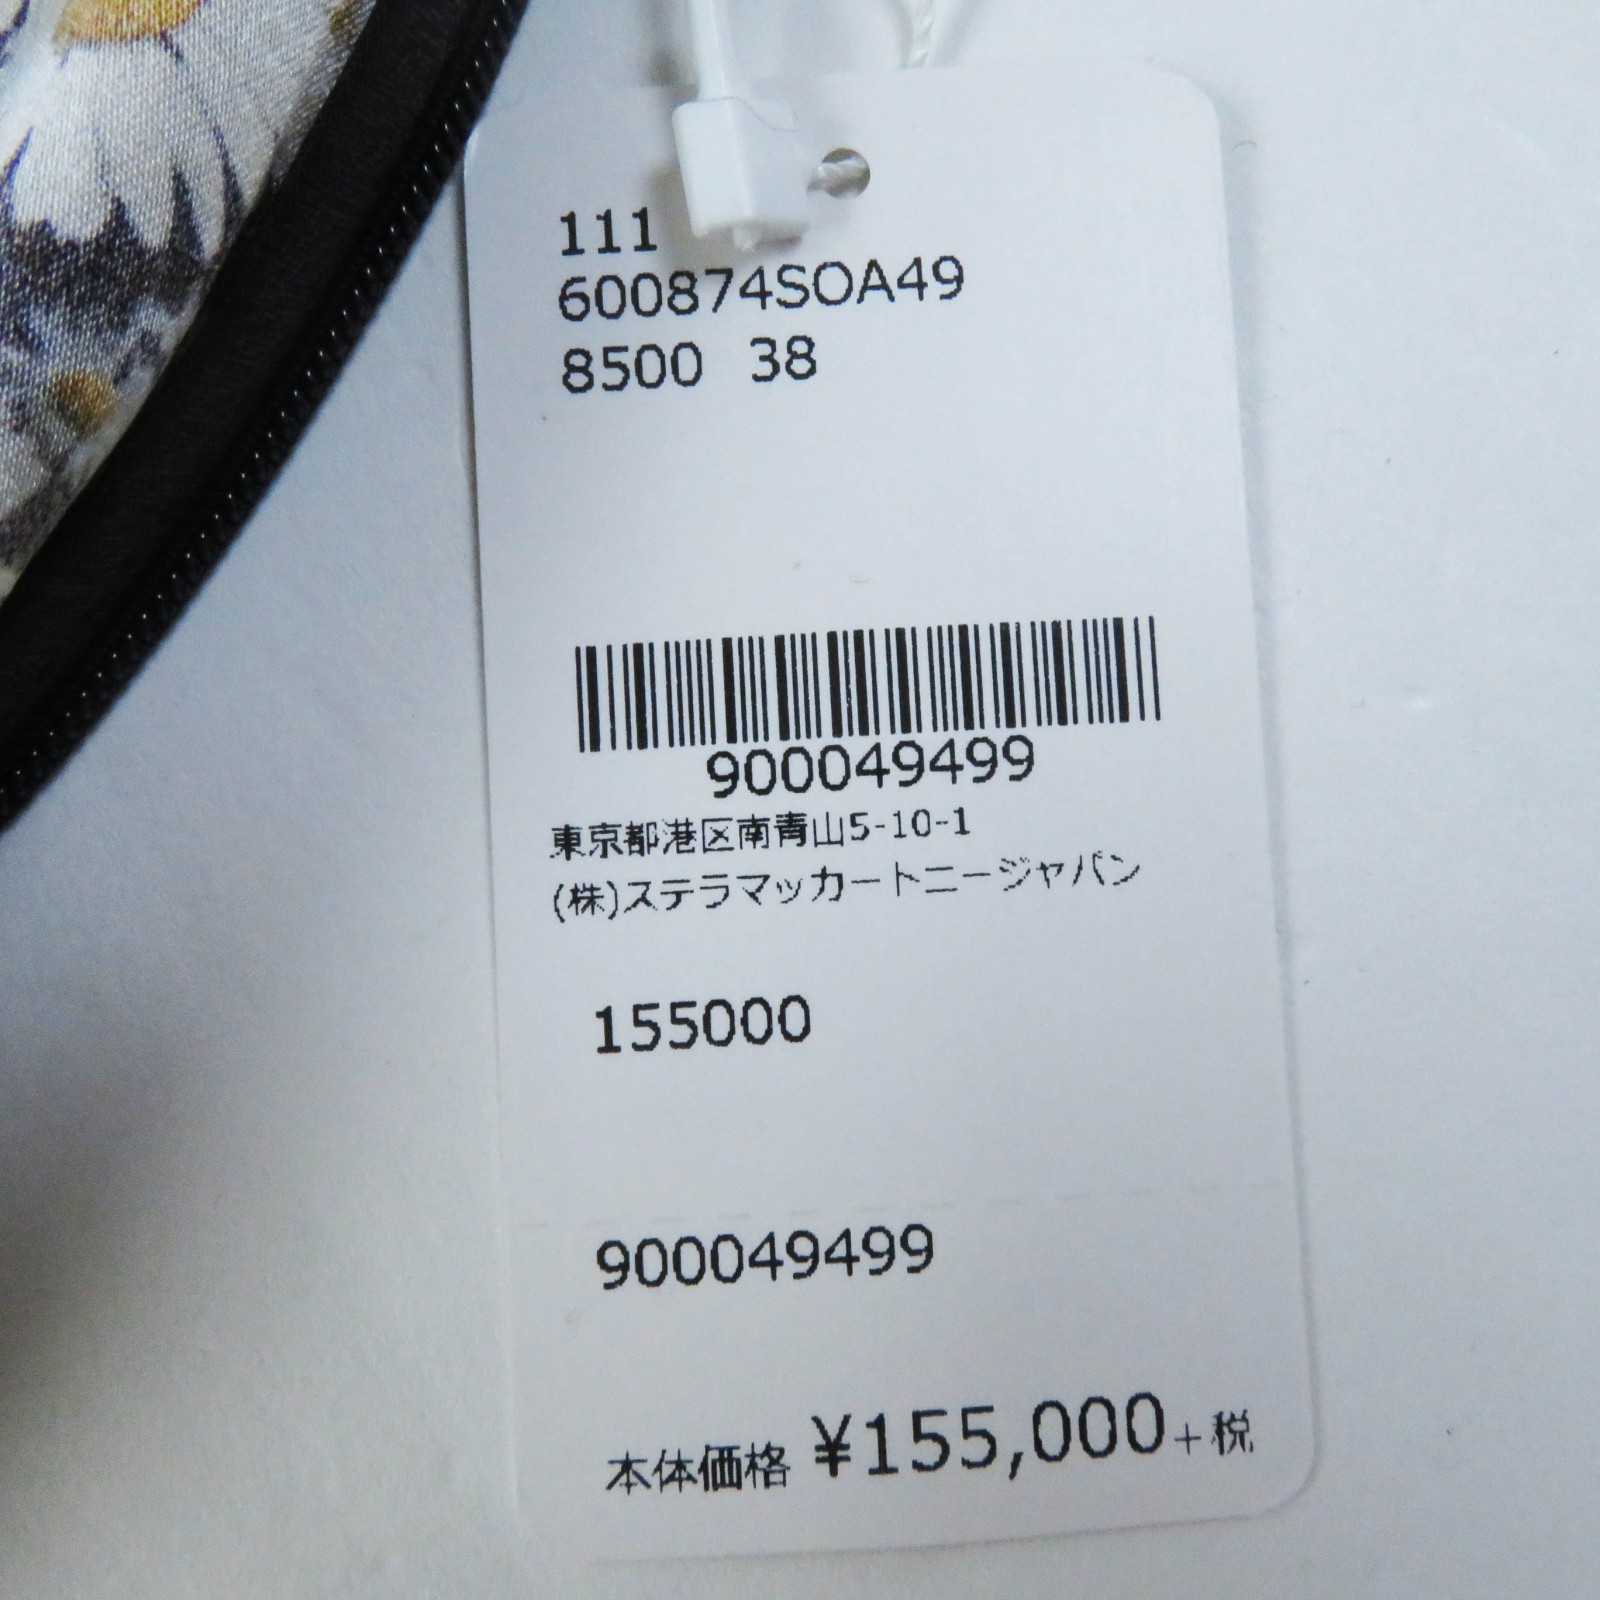 111
600874SOA49
8500 38
900049499
東京都港区南青山5-10-1
(株)ステラマッカートニージャパン
155000
900049499
本体価格 ¥155,000+税